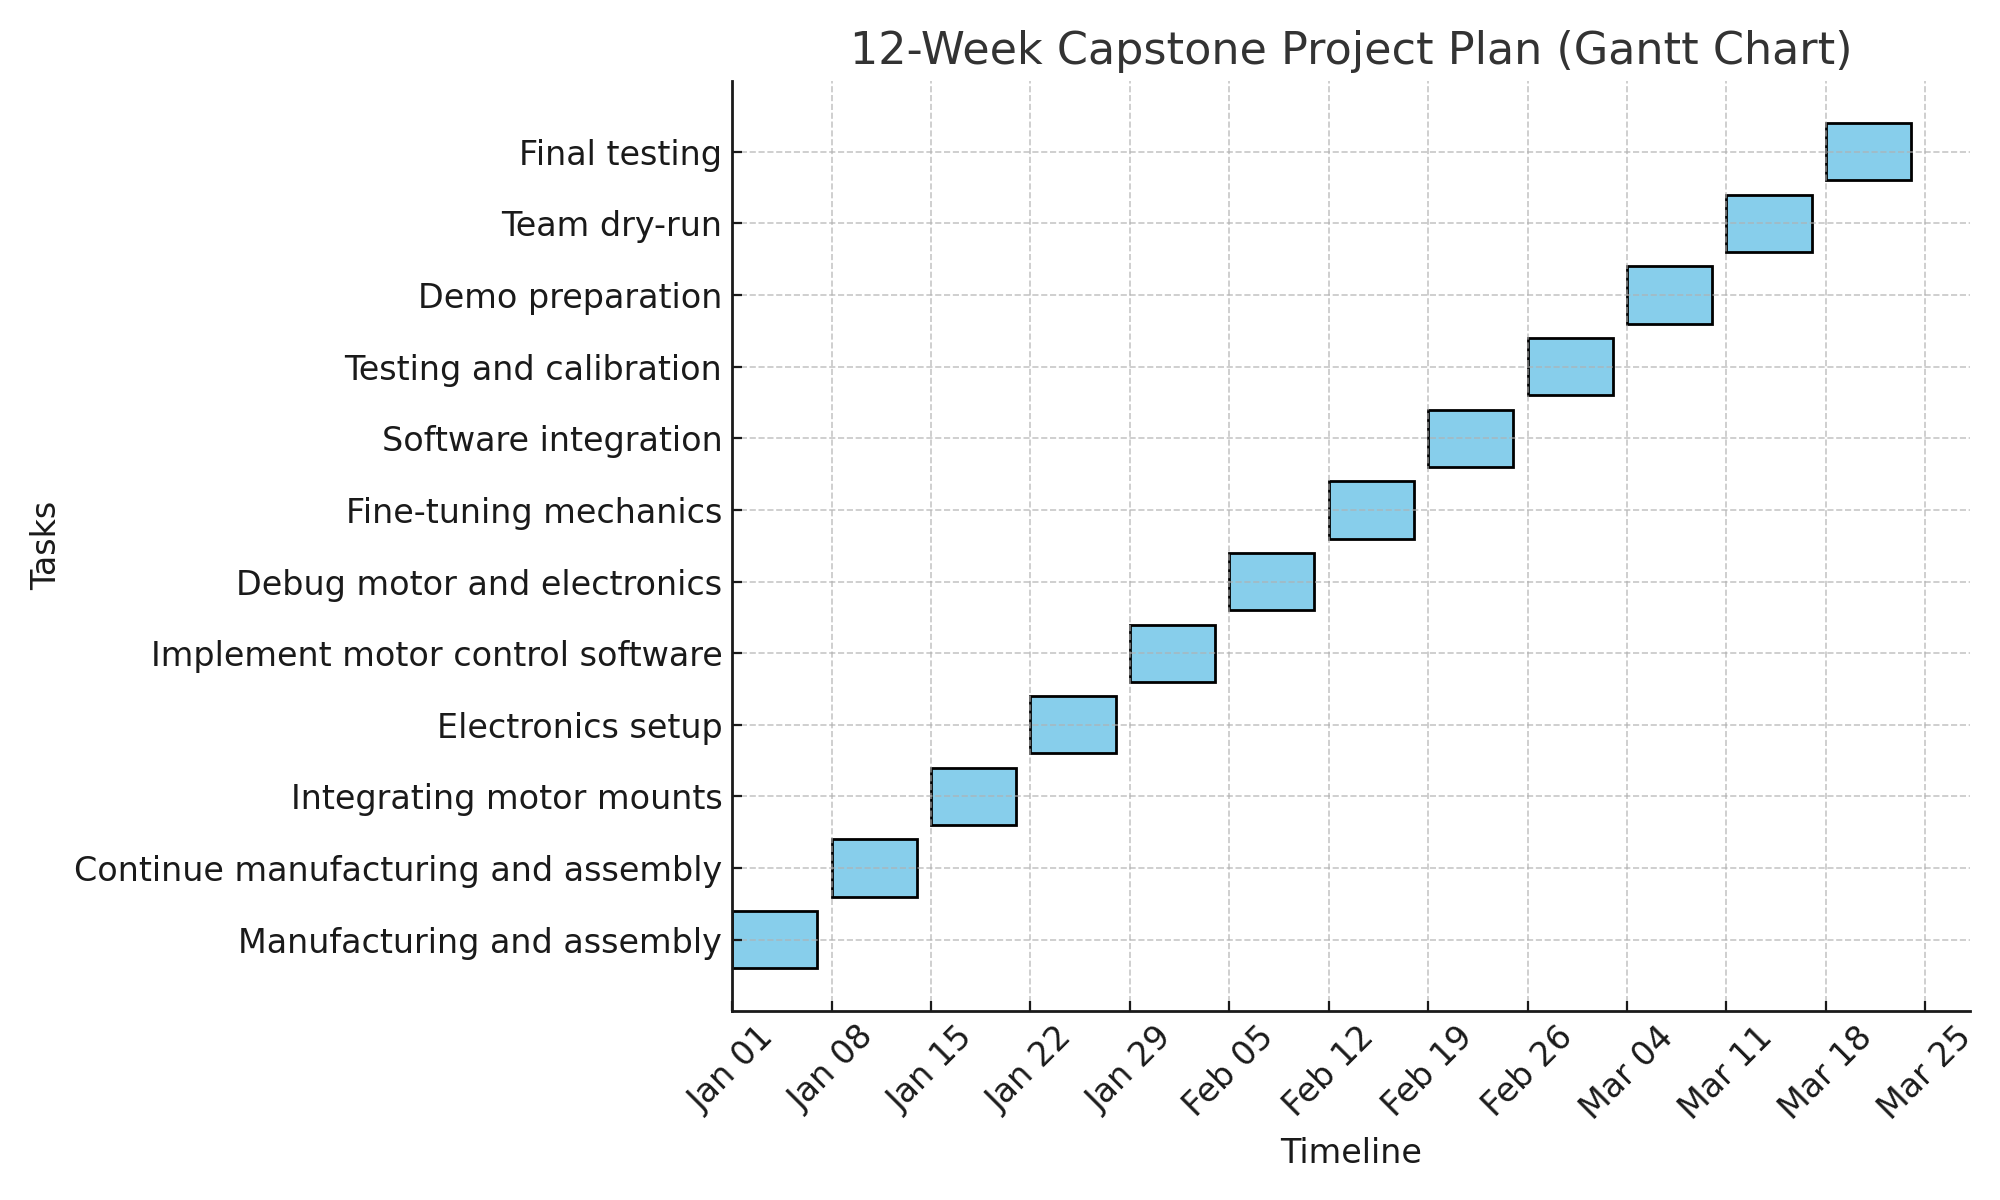 12-Week Capstone Project Plan (Gantt Chart)
Final testing
Team dry-run
Demo preparation
Testing and calibration
Software integration
Fine-tuning mechanics
Debug motor and electronics
Implement motor control software
Electronics setup
Integrating motor mounts
Continue manufacturing and assembly
Manufacturing and assembly
Tasks
Jan 01
Jan 08
Jan 15
Jan 22
Jan 29
Feb 05
Feb 12
Feb 19
Feb 26
Mar 04
Mar 11
Mar 18
Mar 25
Timeline